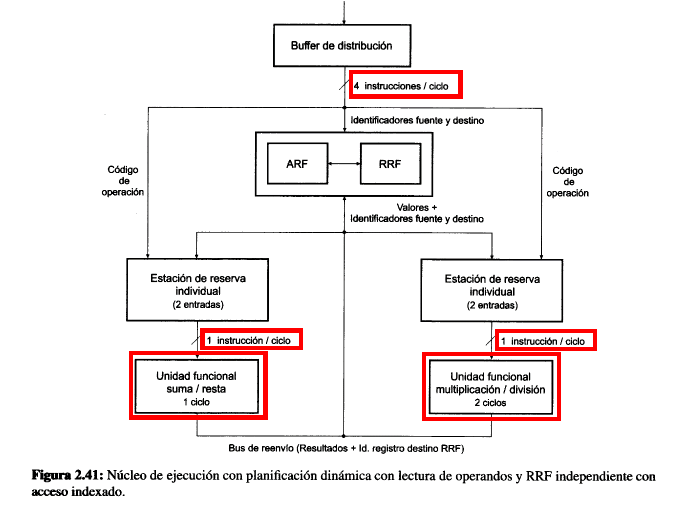 Buffer de distribución
4 instrucciones / ciclo
Identificadores fuente y destino
ARF
RRF
Código
de
operación
Código
de
operación
Valores +
Identificadores fuente y destino
Estación de reserva
individual
(2 entradas)
Estación de reserva
individual
(2 entradas)
1 instrucción / ciclo
1 instrucción / ciclo
Unidad funcional
suma / resta
1 ciclo
Unidad funcional
multiplicación / división
2 ciclos
Bus de reenvío (Resultados + Id. registro destino RRF)
Figura 2.41: Núcleo de ejecución con planificación dinámica con lectura de operandos y RRF independiente con
acceso indexado.